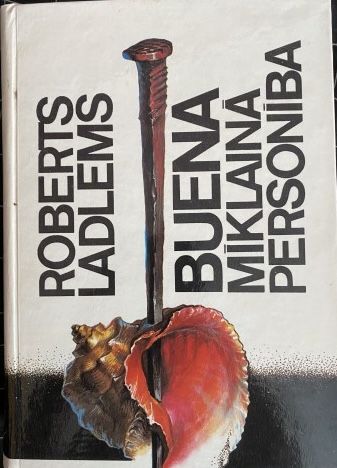 ROBERTS
LADLEMS
BUENA
MĪKLAINĀ
PERSONĪBA